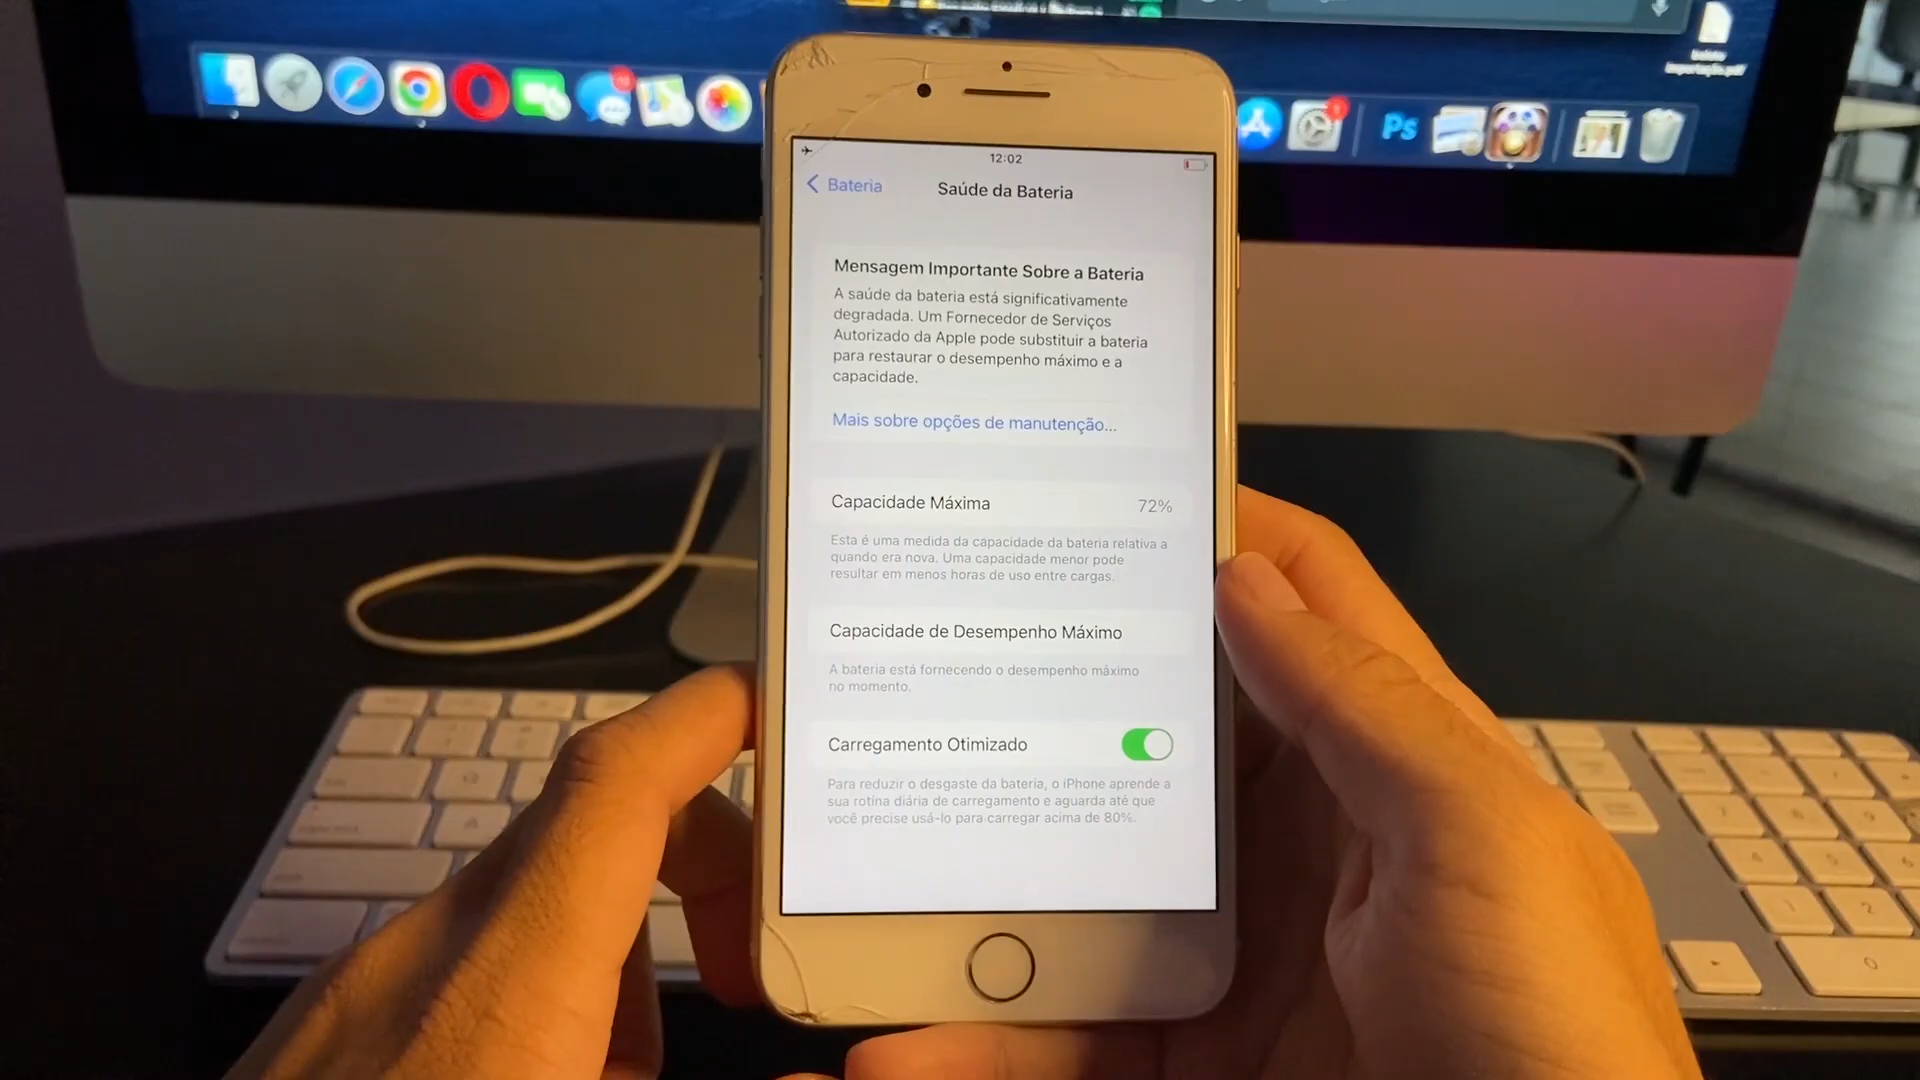 12:02
Bateria
Saúde da Bateria
Mensagem Importante Sobre a Bateria
A saúde da bateria está significativamente
degradada. Um Fornecedor de Serviços
Autorizado da Apple pode substituir a bateria
para restaurar o desempenho máximo e a
capacidade.
Mais sobre opções de manutenção...
Capacidade Máxima 72%
Esta é uma medida da capacidade da bateria relativa a
quando era nova. Uma capacidade menor pode
resultar em menos horas de uso entre cargas.
Capacidade de Desempenho Máximo
A bateria está fornecendo o desempenho máximo
no momento.
Carregamento Otimizado
Para reduzir o desgaste da bateria, o iPhone aprende a
sua rotina diária de carregamento e aguarda até que
você precise usá-lo para carregar acima de 80%.
Ps